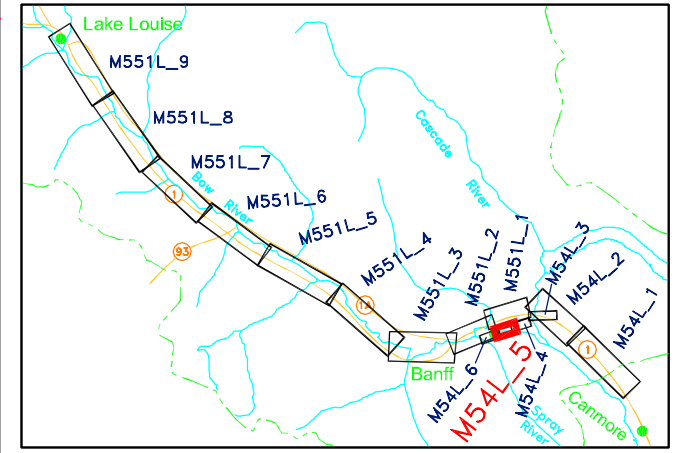 Lake Louise
M551L_9
M551L_8
M551L_7
M551L_6
M551L_5
M551L_4
M551L_3
M551L_2
M551L_1
M54L_3
M54L_2
M54L_1
Cascade
River
Bow
River
1
93
1A
1
Banff
M54L_6
M54L_5
M54L_4
Spray
River
Canmore